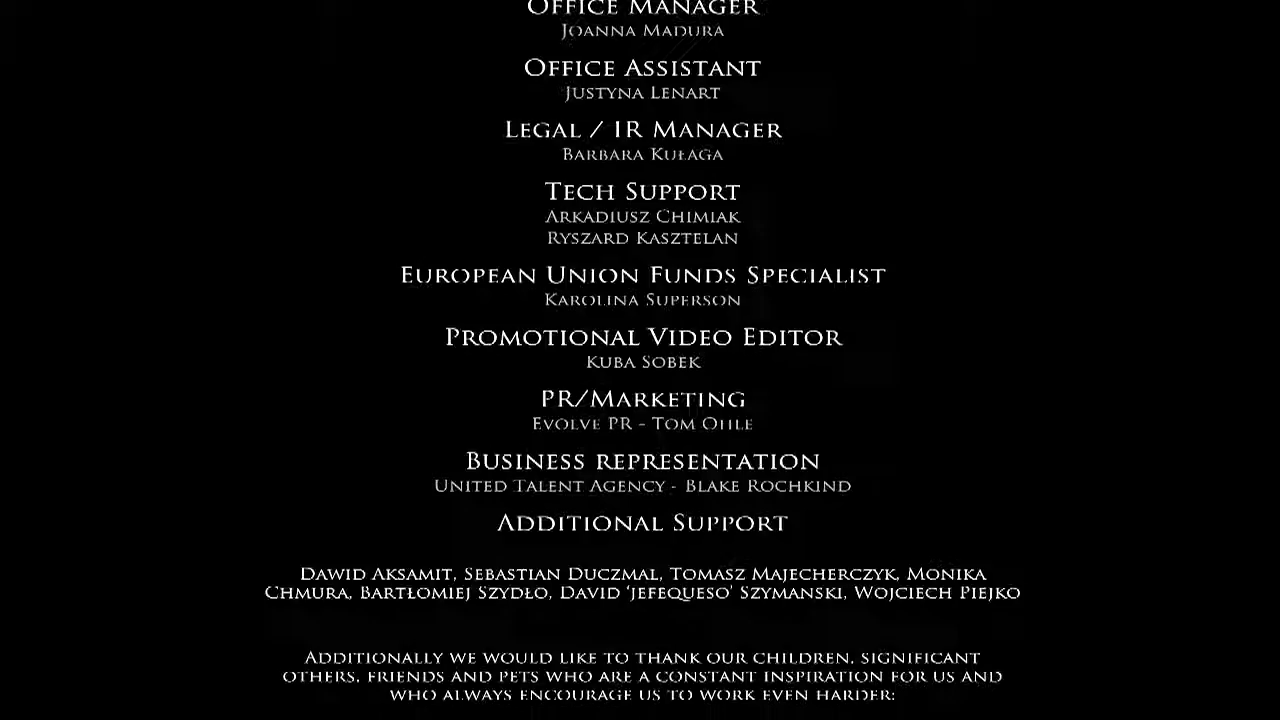 OFFICE MANAGER
JOANNA MADURA
OFFICE ASSISTANT
JUSTYNA LENART
LEGAL / IR MANAGER
BARBARA KUŁAGA
TECH SUPPORT
ARKADIUSZ CHIMIAK
RYSZARD KASZTELAN
EUROPEAN UNION FUNDS SPECIALIST
KAROLINA SUPERSON
PROMOTIONAL VIDEO EDITOR
KUBA SOBEK
PR/MARKETING
EVOLVE PR - TOM OHLE
BUSINESS REPRESENTATION
UNITED TALENT AGENCY - BLAKE ROCHKIND
ADDITIONAL SUPPORT
DAWID AKSAMIT, SEBASTIAN DUCZMAL, TOMASZ MAJECHERCZYK, MONIKA
CHMURA, BARTŁOMIEJ SZYDŁO, DAVID 'JEFEQUESO' SZYMANSKI, WOJCIECH PIEJKO
ADDITIONALLY WE WOULD LIKE TO THANK OUR CHILDREN, SIGNIFICANT
OTHERS, FRIENDS AND PETS WHO ARE A CONSTANT INSPIRATION FOR US AND
WHO ALWAYS ENCOURAGE US TO WORK EVEN HARDER: